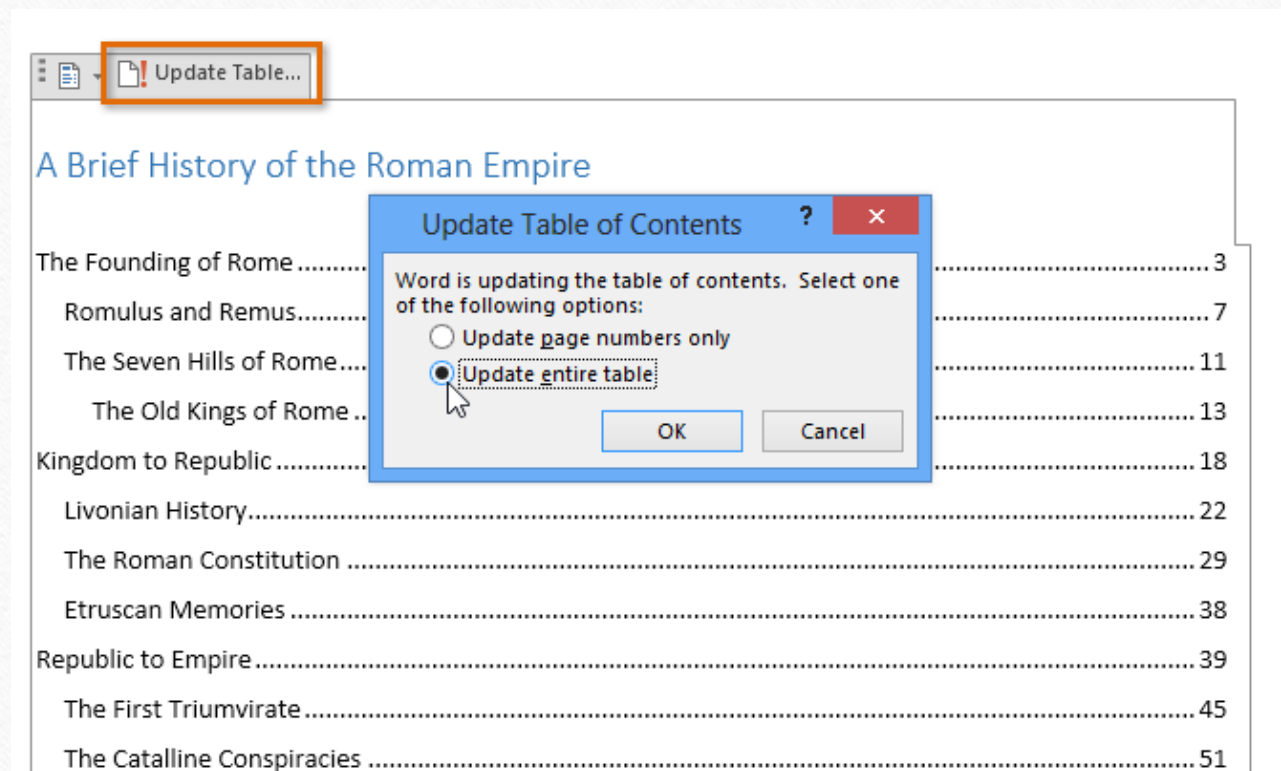 Update Table...
A Brief History of the Roman Empire
Update Table of Contents ? ×
Word is updating the table of contents. Select one
of the following options:
Update page numbers only
Update entire table
OK Cancel
The Founding of Rome.......... 3
Romulus and Remus.......... 7
The Seven Hills of Rome.... 11
The Old Kings of Rome .. 13
Kingdom to Republic ............. 18
Livonian History.......... 22
The Roman Constitution .......... 29
Etruscan Memories .......... 38
Republic to Empire.......... 39
The First Triumvirate.......... 45
The Catalline Conspiracies .......... 51